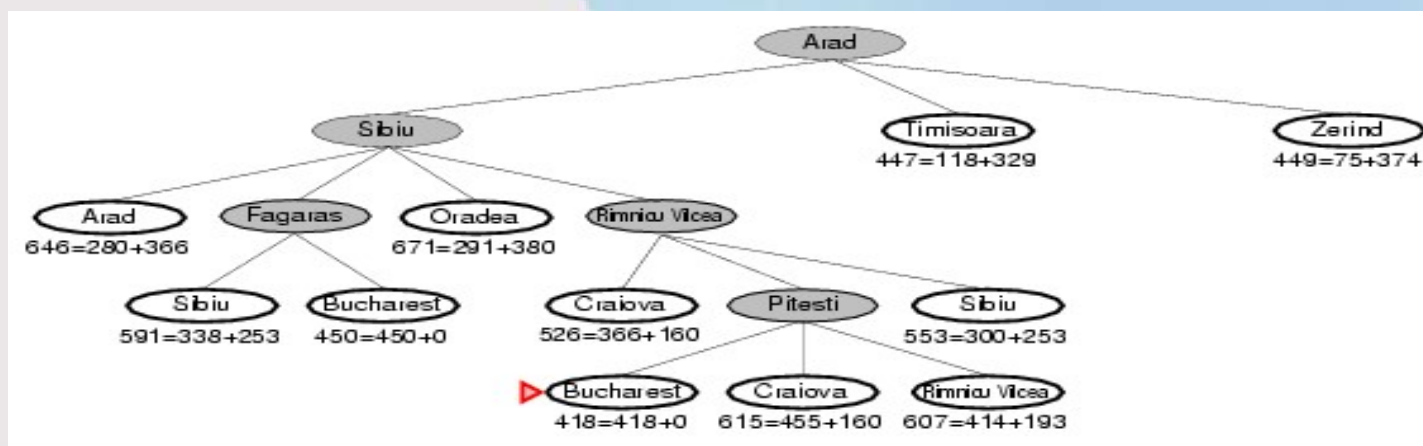 Arad
Sibiu
Timisoara
Zerind
447=118+329
449=75+374
Arad
Fagaras
Oradea
Rimnicu Vilcea
646=280+366
671=291+380
Sibiu
Bucharest
Craiova
Pitesti
Sibiu
591=338+253
450=450+0
526=366+160
553=300+253
Bucharest
Craiova
Rimnicu Vilcea
418=418+0
615=455+160
607=414+193